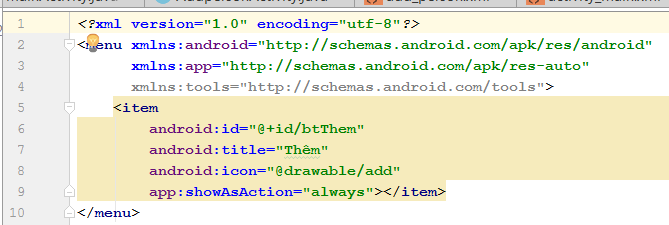 1 <?xml version="1.0" encoding="utf-8"?>
2 <menu xmlns:android="http://schemas.android.com/apk/res/android"
3 xmlns:app="http://schemas.android.com/apk/res-auto"
4 xmlns:tools="http://schemas.android.com/tools">
5 <item
6 android:id="@+id/btThem"
7 android:title="Thêm"
8 android:icon="@drawable/add"
9 app:showAsAction="always"></item>
10 </menu>